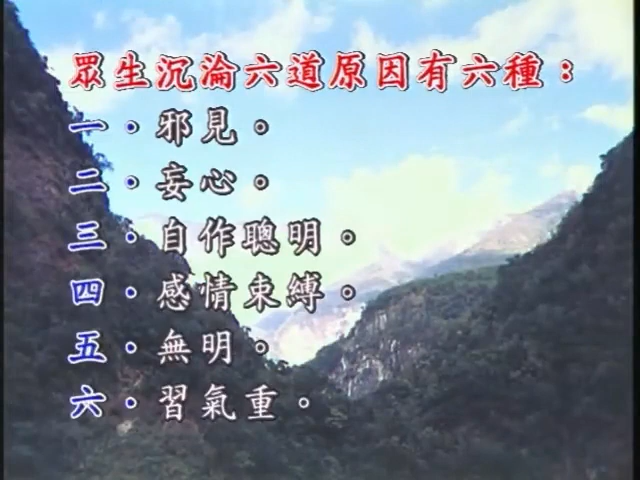 眾生沉淪六道原因有六種：
一．邪見。
二．妄心。
三．自作聰明。
四．感情束縛。
五．無明。
六．習氣重。